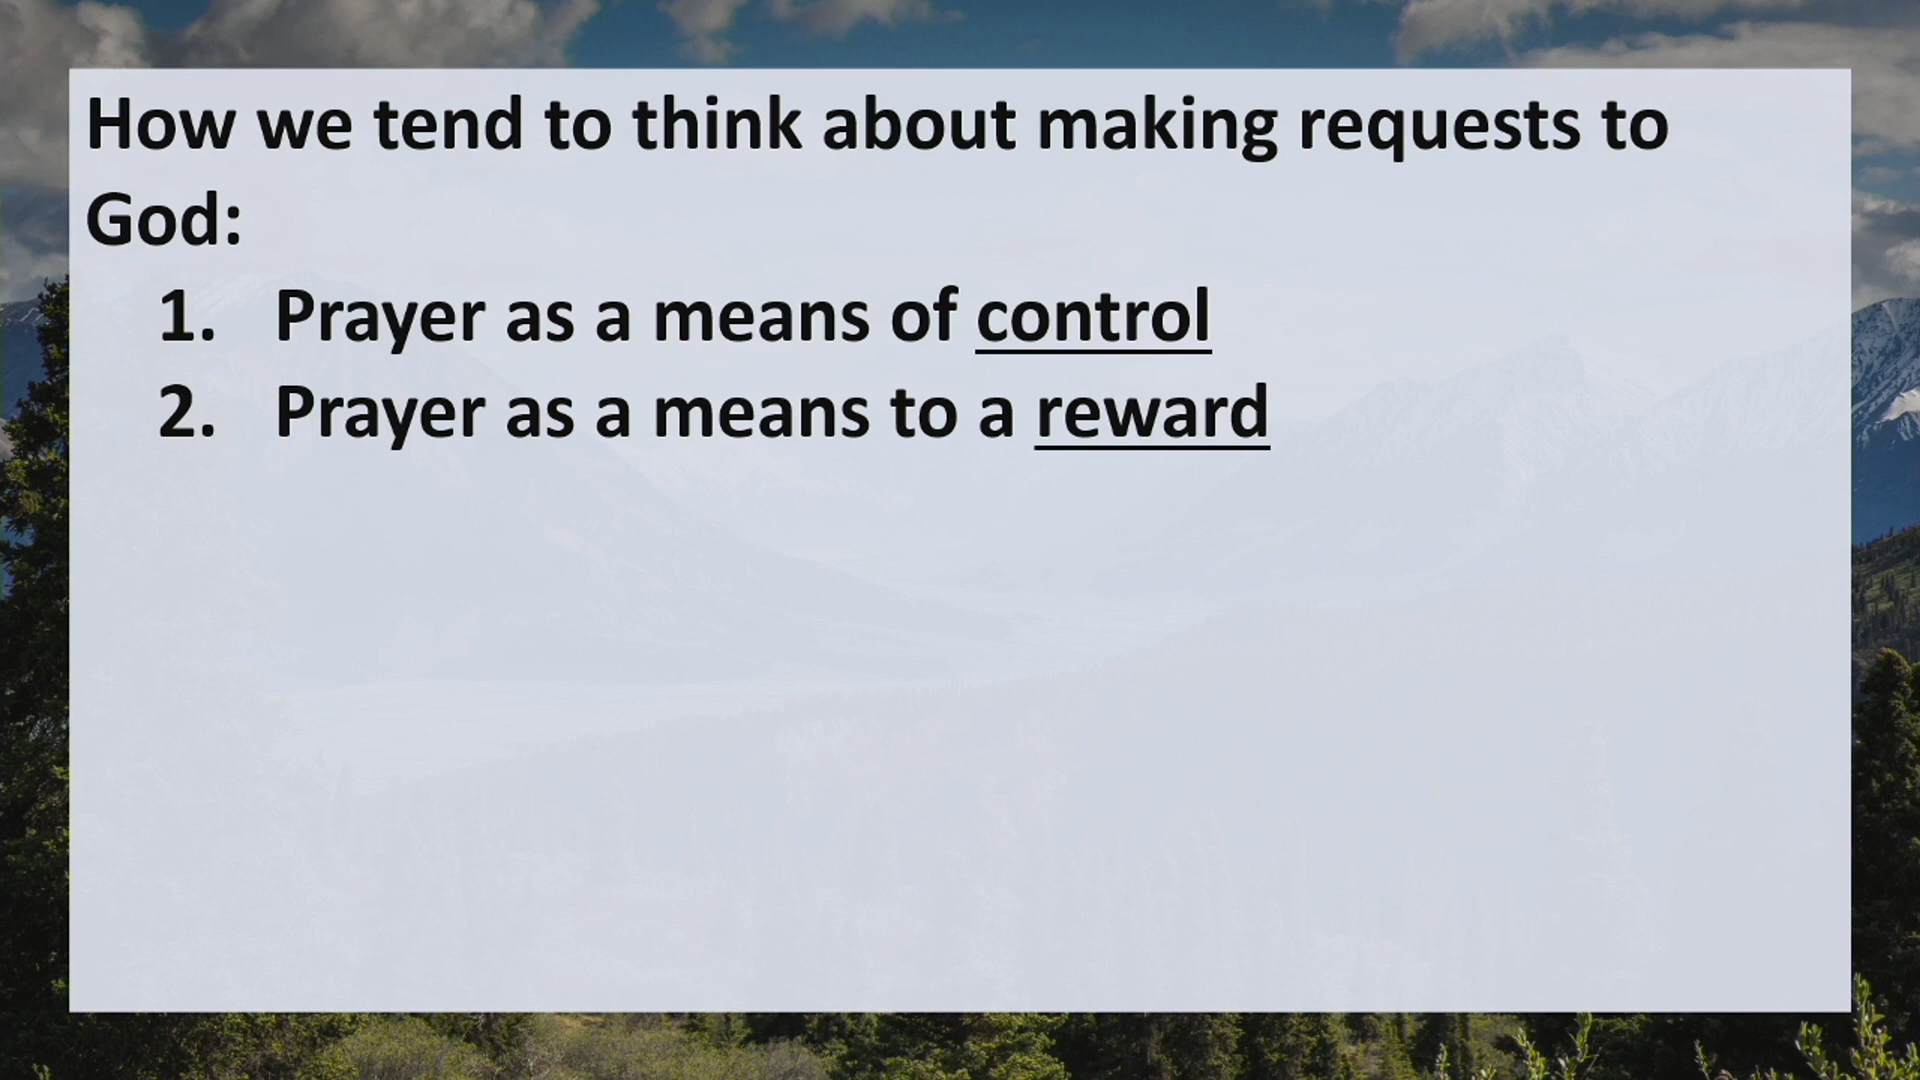 How we tend to think about making requests to
God:
1. Prayer as a means of control
2. Prayer as a means to a reward